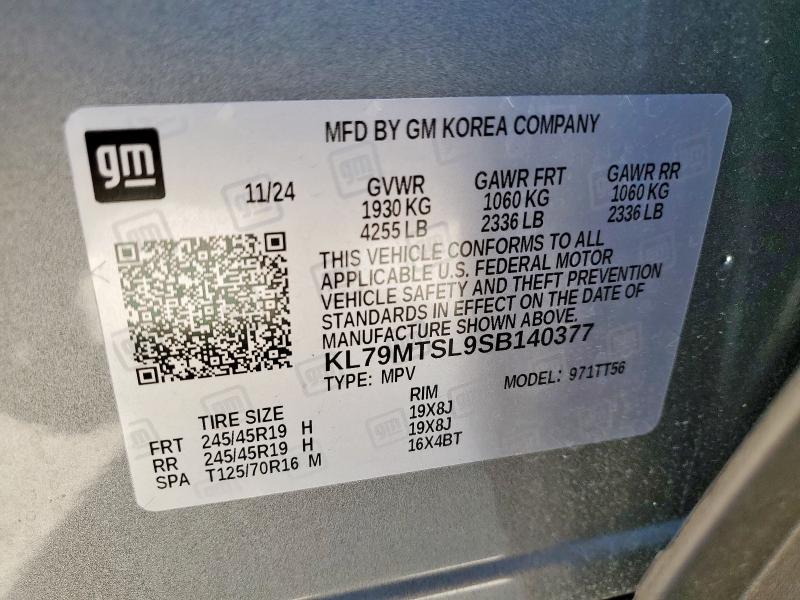 gm
MFD BY GM KOREA COMPANY
11/24
GVWR
1930 KG
4255 LB
GAWR FRT
1060 KG
2336 LB
GAWR RR
1060 KG
2336 LB
THIS VEHICLE CONFORMS TO ALL
APPLICABLE U.S. FEDERAL MOTOR
VEHICLE SAFETY AND THEFT PREVENTION
STANDARDS IN EFFECT ON THE DATE OF
MANUFACTURE SHOWN ABOVE.
KL79MTSL9SB140377
TYPE: MPV
MODEL: 971TT56
TIRE SIZE
RIM
FRT 245/45R19 H 19X8J
RR 245/45R19 H 19X8J
SPA T125/70R16 M 16X4BT